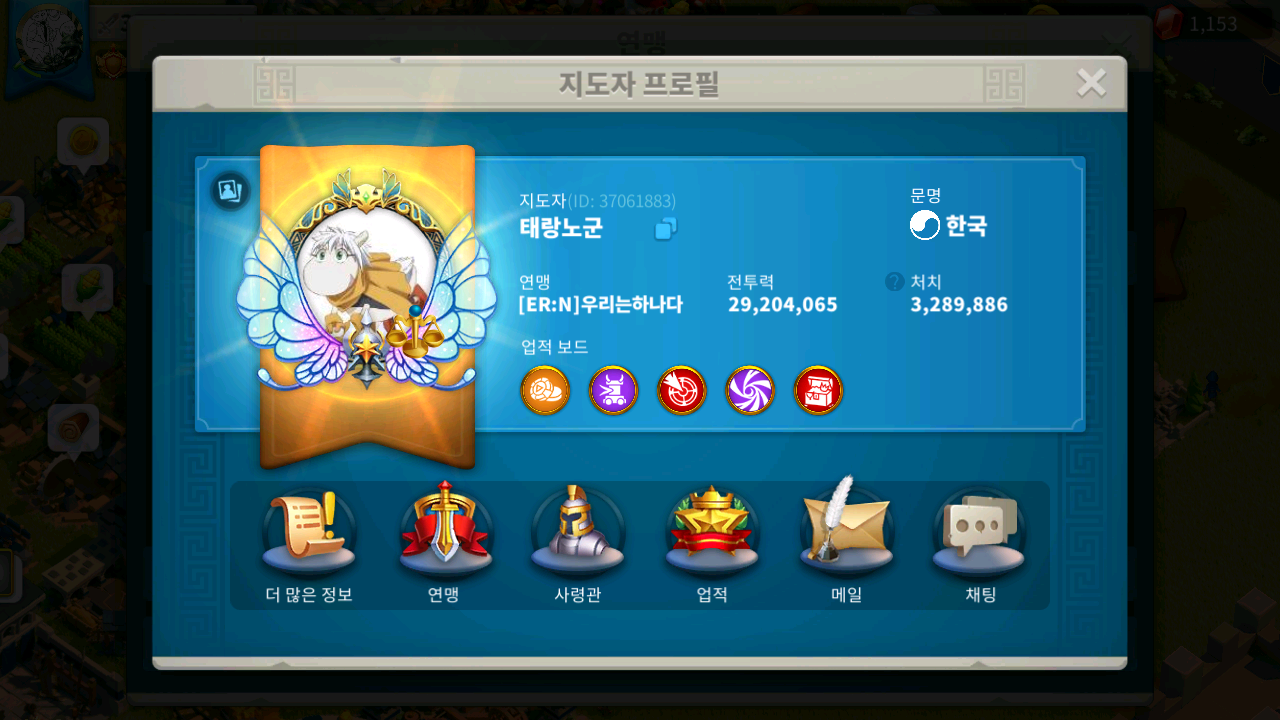 연맹
1,153
지도자 프로필
지도자(ID: 37061883)
태랑노군
문명
한국
연맹
[ER:N]우리는하나다
전투력
29,204,065
? 처치
3,289,886
업적 보드
더 많은 정보
연맹
사령관
업적
메일
채팅